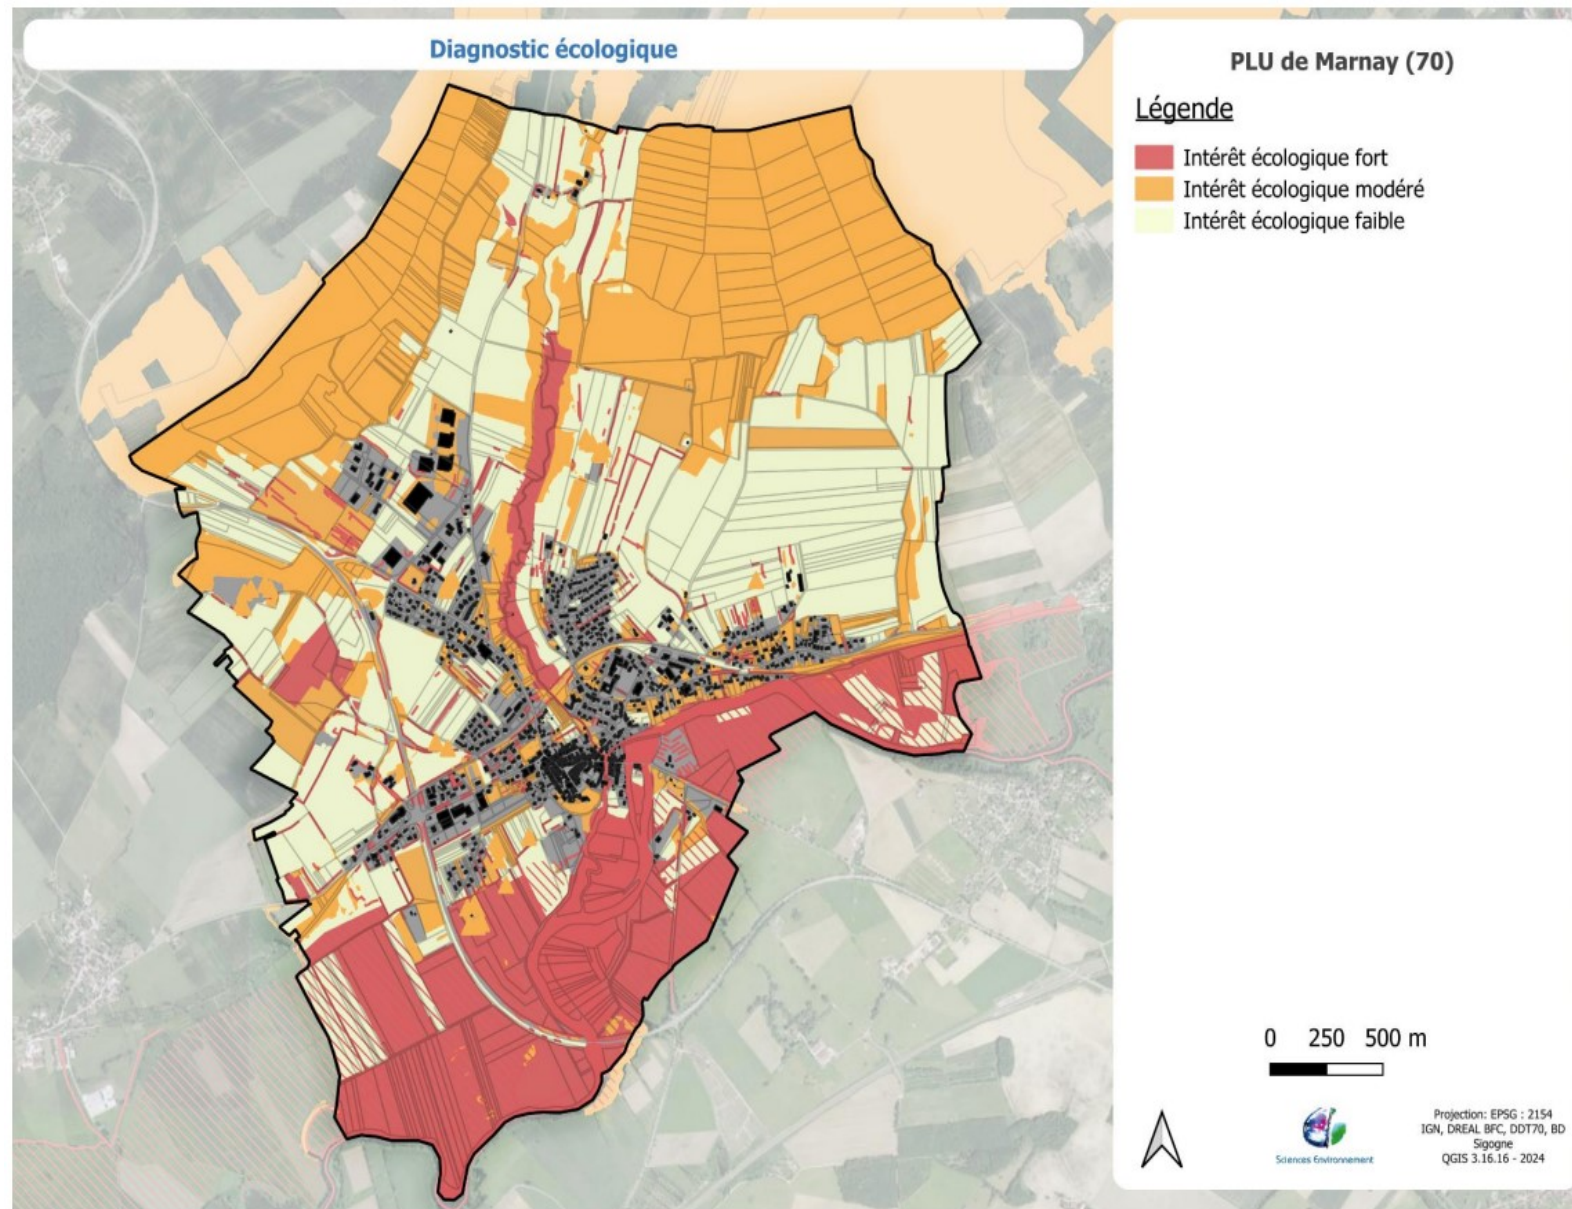 Diagnostic écologique
PLU de Marnay (70)
Légende
Intérêt écologique fort
Intérêt écologique modéré
Intérêt écologique faible
0 250 500 m
Sciences Environnement
Projection: EPSG : 2154
IGN, DREAL BFC, DDT70, BD
Sigogne
QGIS 3.16.16 - 2024